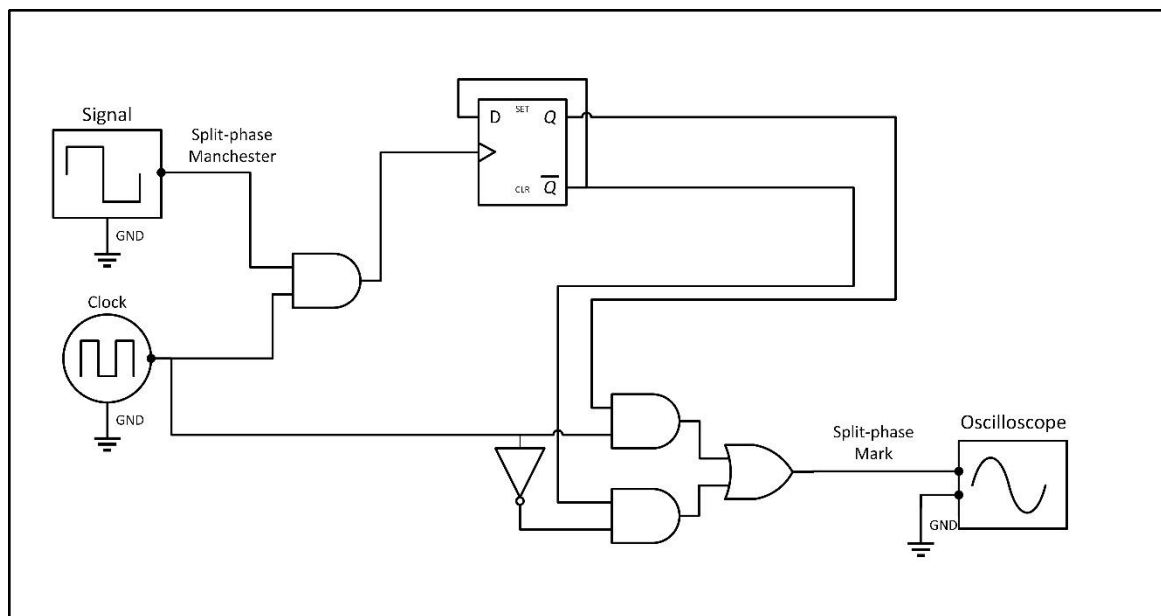 Signal
Split-phase
Manchester
GND
Clock
GND
D
SET
Q
CLR
Q̅
Split-phase
Mark
Oscilloscope
GND